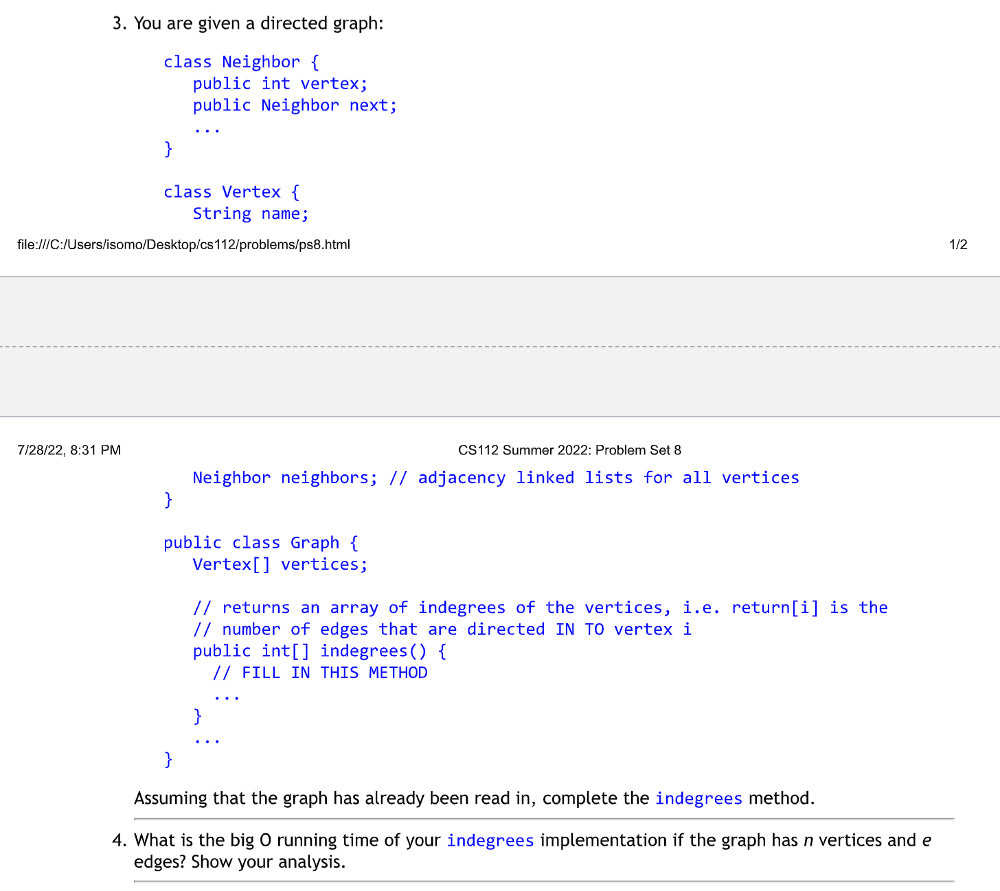 3. You are given a directed graph:
class Neighbor {
public int vertex;
public Neighbor next;
...
}
class Vertex {
String name;
file:///C:/Users/isomo/Desktop/cs112/problems/ps8.html 1/2
7/28/22, 8:31 PM CS112 Summer 2022: Problem Set 8
Neighbor neighbors; // adjacency linked lists for all vertices
}
public class Graph {
Vertex[] vertices;
// returns an array of indegrees of the vertices, i.e. return[i] is the
// number of edges that are directed IN TO vertex i
public int[] indegrees() {
// FILL IN THIS METHOD
...
}
...
}
Assuming that the graph has already been read in, complete the indegrees method.
4. What is the big O running time of your indegrees implementation if the graph has n vertices and e
edges? Show your analysis.